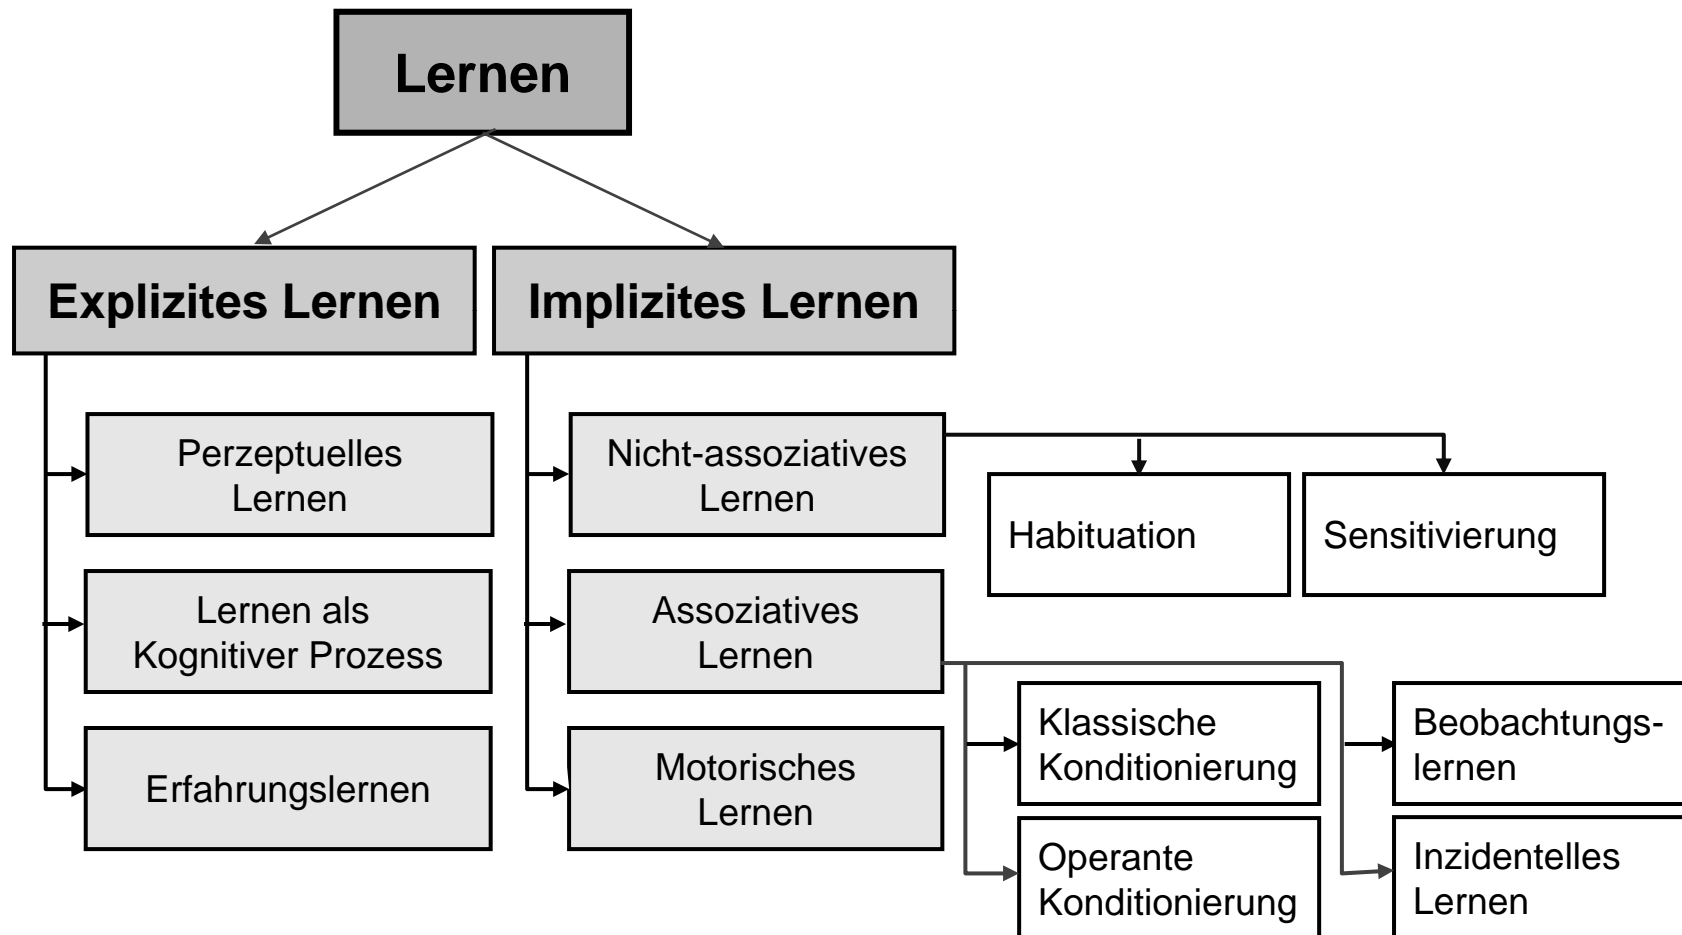 Lernen
Explizites Lernen
Implizites Lernen
Perzeptuelles
Lernen
Nicht-assoziatives
Lernen
Habituation
Sensitivierung
Lernen als
Kognitiver Prozess
Assoziatives
Lernen
Erfahrungslernen
Motorisches
Lernen
Klassische
Konditionierung
Beobachtungs-
lernen
Operante
Konditionierung
Inzidentelles
Lernen